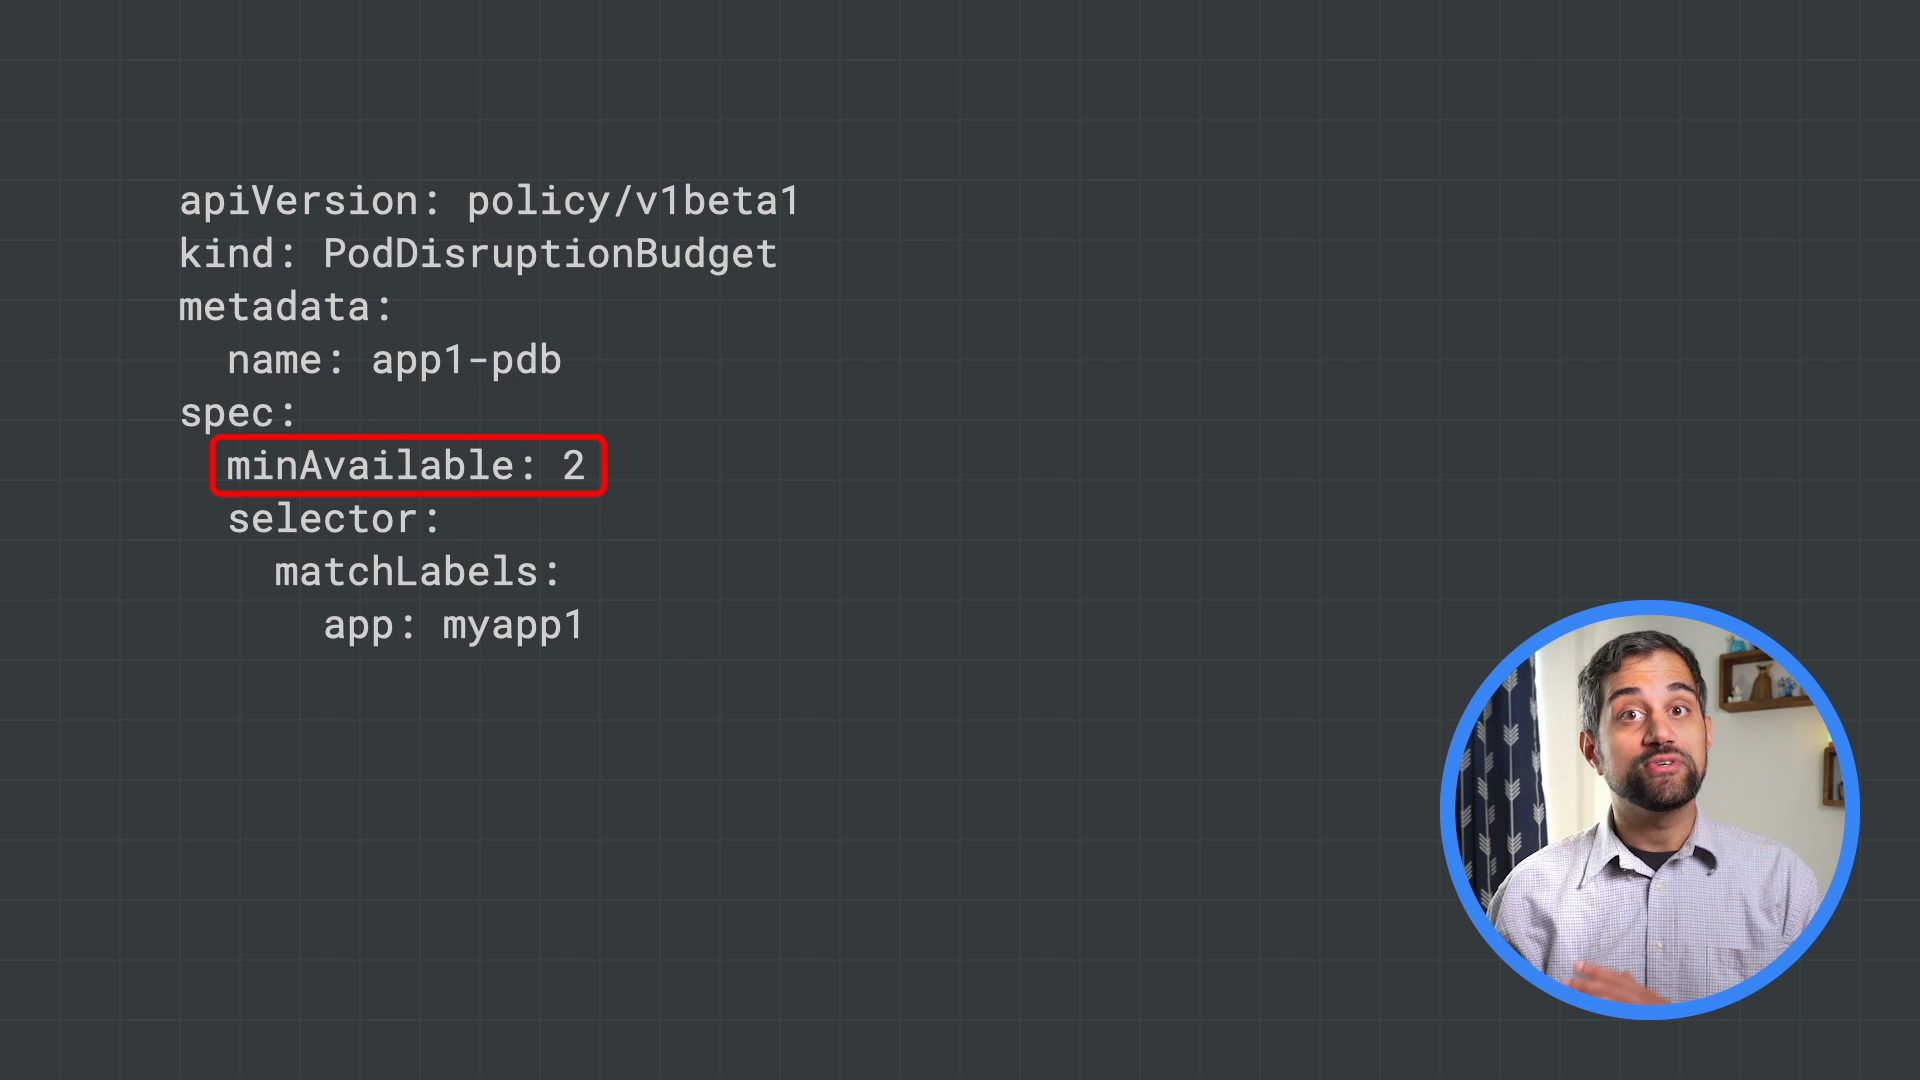 apiVersion: policy/v1beta1
kind: PodDisruptionBudget
metadata:
  name: app1-pdb
spec:
  minAvailable: 2
  selector:
    matchLabels:
      app: myapp1